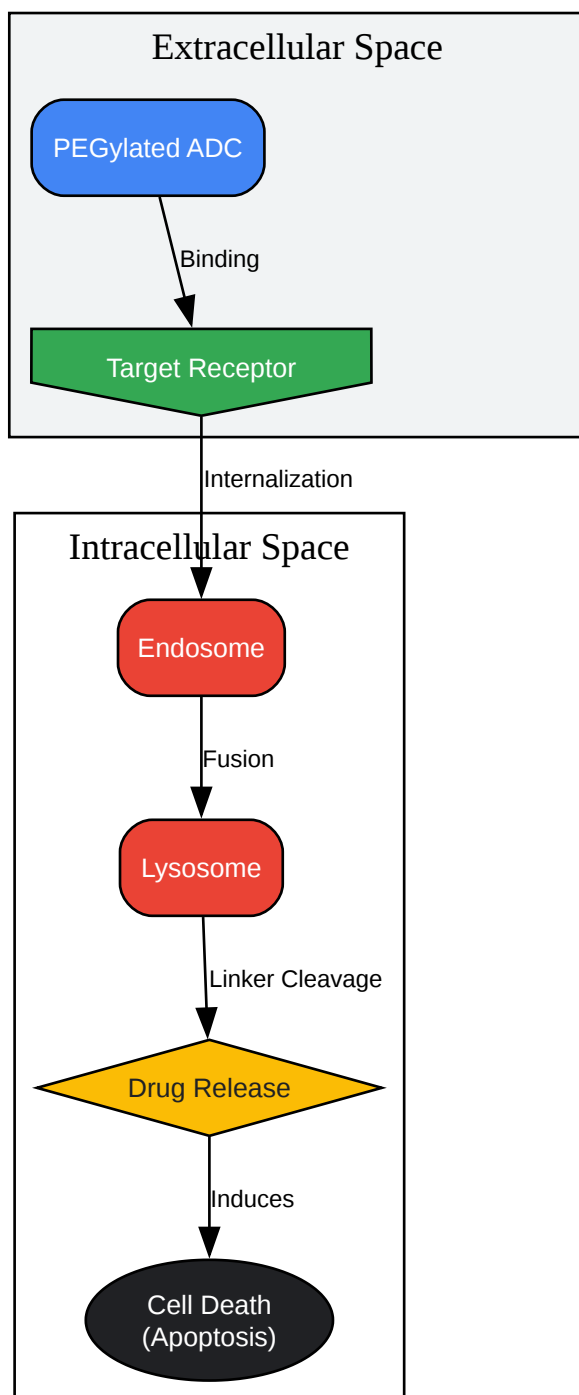 Extracellular Space
PEGylated ADC
Binding
Target Receptor
Internalization
Intracellular Space
Endosome
Fusion
Lysosome
Linker Cleavage
Drug Release
Induces
Cell Death
(Apoptosis)